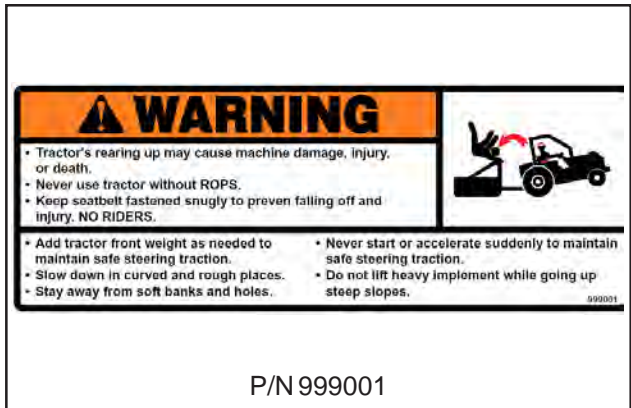 WARNING
• Tractor's rearing up may cause machine damage, injury,
or death.
• Never use tractor without ROPS.
• Keep seatbelt fastened snugly to preven falling off and
injury. NO RIDERS.
• Add tractor front weight as needed to
maintain safe steering traction.
• Slow down in curved and rough places.
• Stay away from soft banks and holes.
• Never start or accelerate suddenly to maintain
safe steering traction.
• Do not lift heavy implement while going up
steep slopes.
999001
P/N 999001